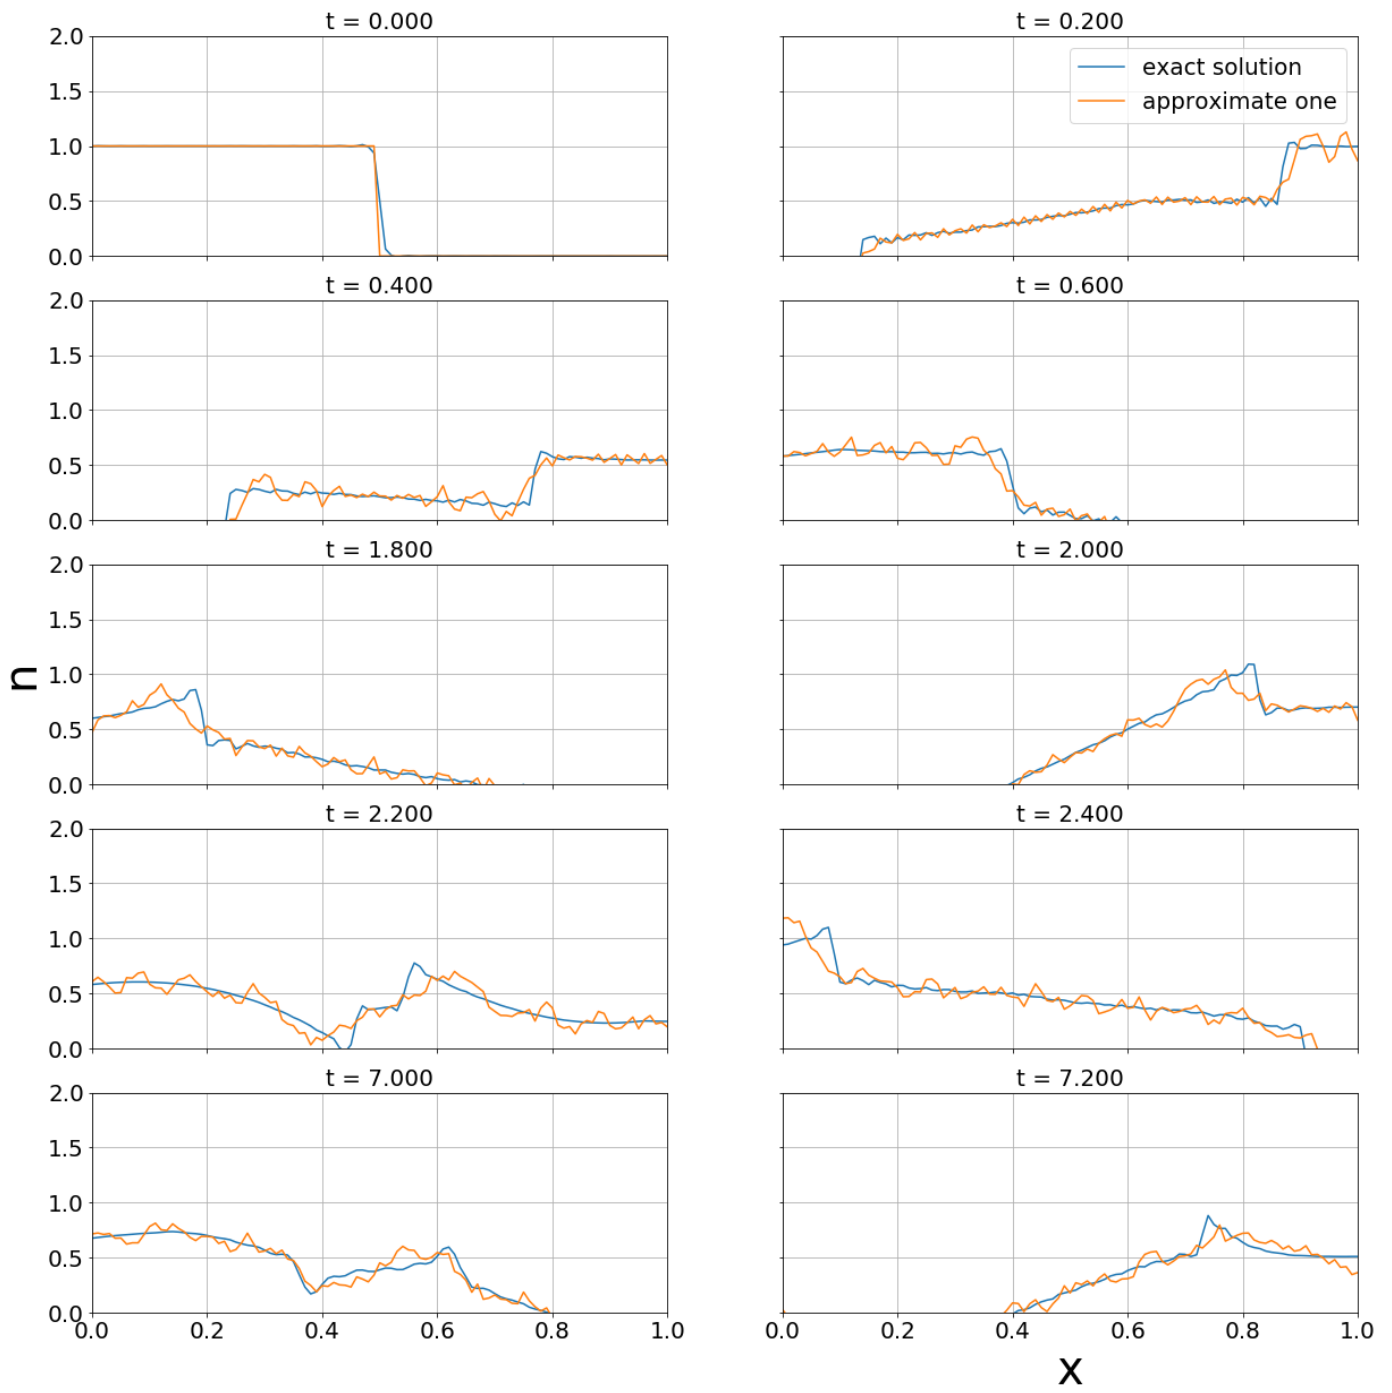 t = 0.000
t = 0.200
2.0
1.5
1.0
0.5
0.0
exact solution
approximate one
t = 0.400
t = 0.600
2.0
1.5
1.0
0.5
0.0
t = 1.800
t = 2.000
2.0
1.5
1.0
0.5
0.0
n
t = 2.200
t = 2.400
2.0
1.5
1.0
0.5
0.0
t = 7.000
t = 7.200
2.0
1.5
1.0
0.5
0.0
0.0 0.2 0.4 0.6 0.8 1.0
0.0 0.2 0.4 0.6 0.8 1.0
x